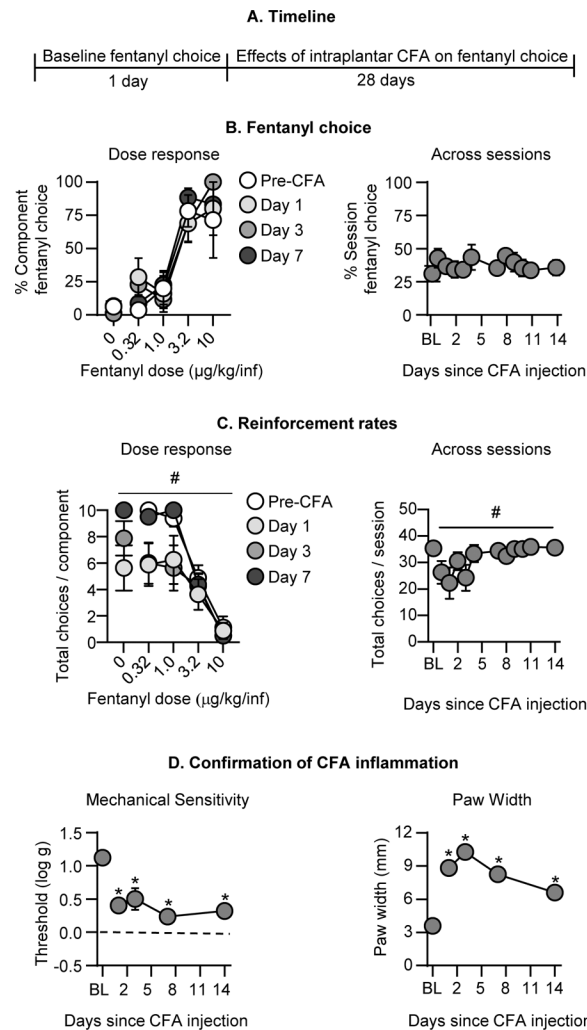 A. Timeline
Baseline fentanyl choice
Effects of intraplantar CFA on fentanyl choice
1 day
28 days
B. Fentanyl choice
Dose response
% Component
fentanyl choice
100
75
50
25
0
0
0.32
1.0
3.2
10
Fentanyl dose (µg/kg/inf)
Pre-CFA
Day 1
Day 3
Day 7
Across sessions
% Session
fentanyl choice
100
75
50
25
0
BL 2 5 8 11 14
Days since CFA injection
C. Reinforcement rates
Dose response
#
Total choices / component
10
8
6
4
2
0
0
0.32
1.0
3.2
10
Fentanyl dose (µg/kg/inf)
Pre-CFA
Day 1
Day 3
Day 7
Across sessions
#
Total choices / session
50
40
30
20
10
0
BL 2 5 8 11 14
Days since CFA injection
D. Confirmation of CFA inflammation
Mechanical Sensitivity
Threshold (log g)
1.5
1.0
0.5
0.0
-0.5
* * * *
BL 2 5 8 11 14
Days since CFA injection
Paw Width
Paw width (mm)
12
9
6
3
0
* * * *
BL 2 5 8 11 14
Days since CFA injection